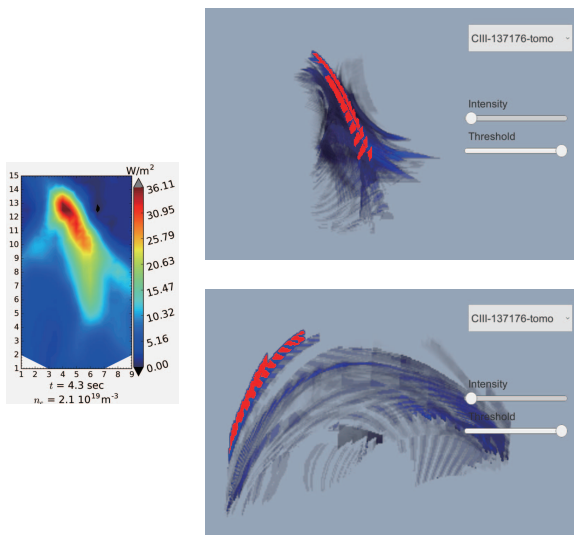 W/m²
15
14
13
12
11
10
9
8
7
6
5
4
3
2
1
36.11
30.95
25.79
20.63
15.47
10.32
5.16
0.00
1 2 3 4 5 6 7 8 9
t = 4.3 sec
nₑ = 2.1 10¹⁹m⁻³
CIII-137176-tomo
Intensity
Threshold
CIII-137176-tomo
Intensity
Threshold